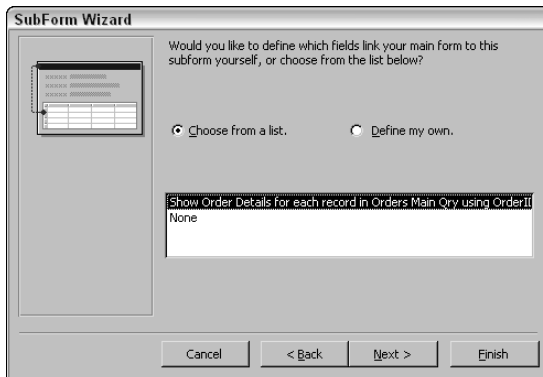 SubForm Wizard
Would you like to define which fields link your main form to this
subform yourself, or choose from the list below?
Choose from a list.
Define my own.
Show Order Details for each record in Orders Main Qry using OrderI
None
Cancel
< Back
Next >
Finish